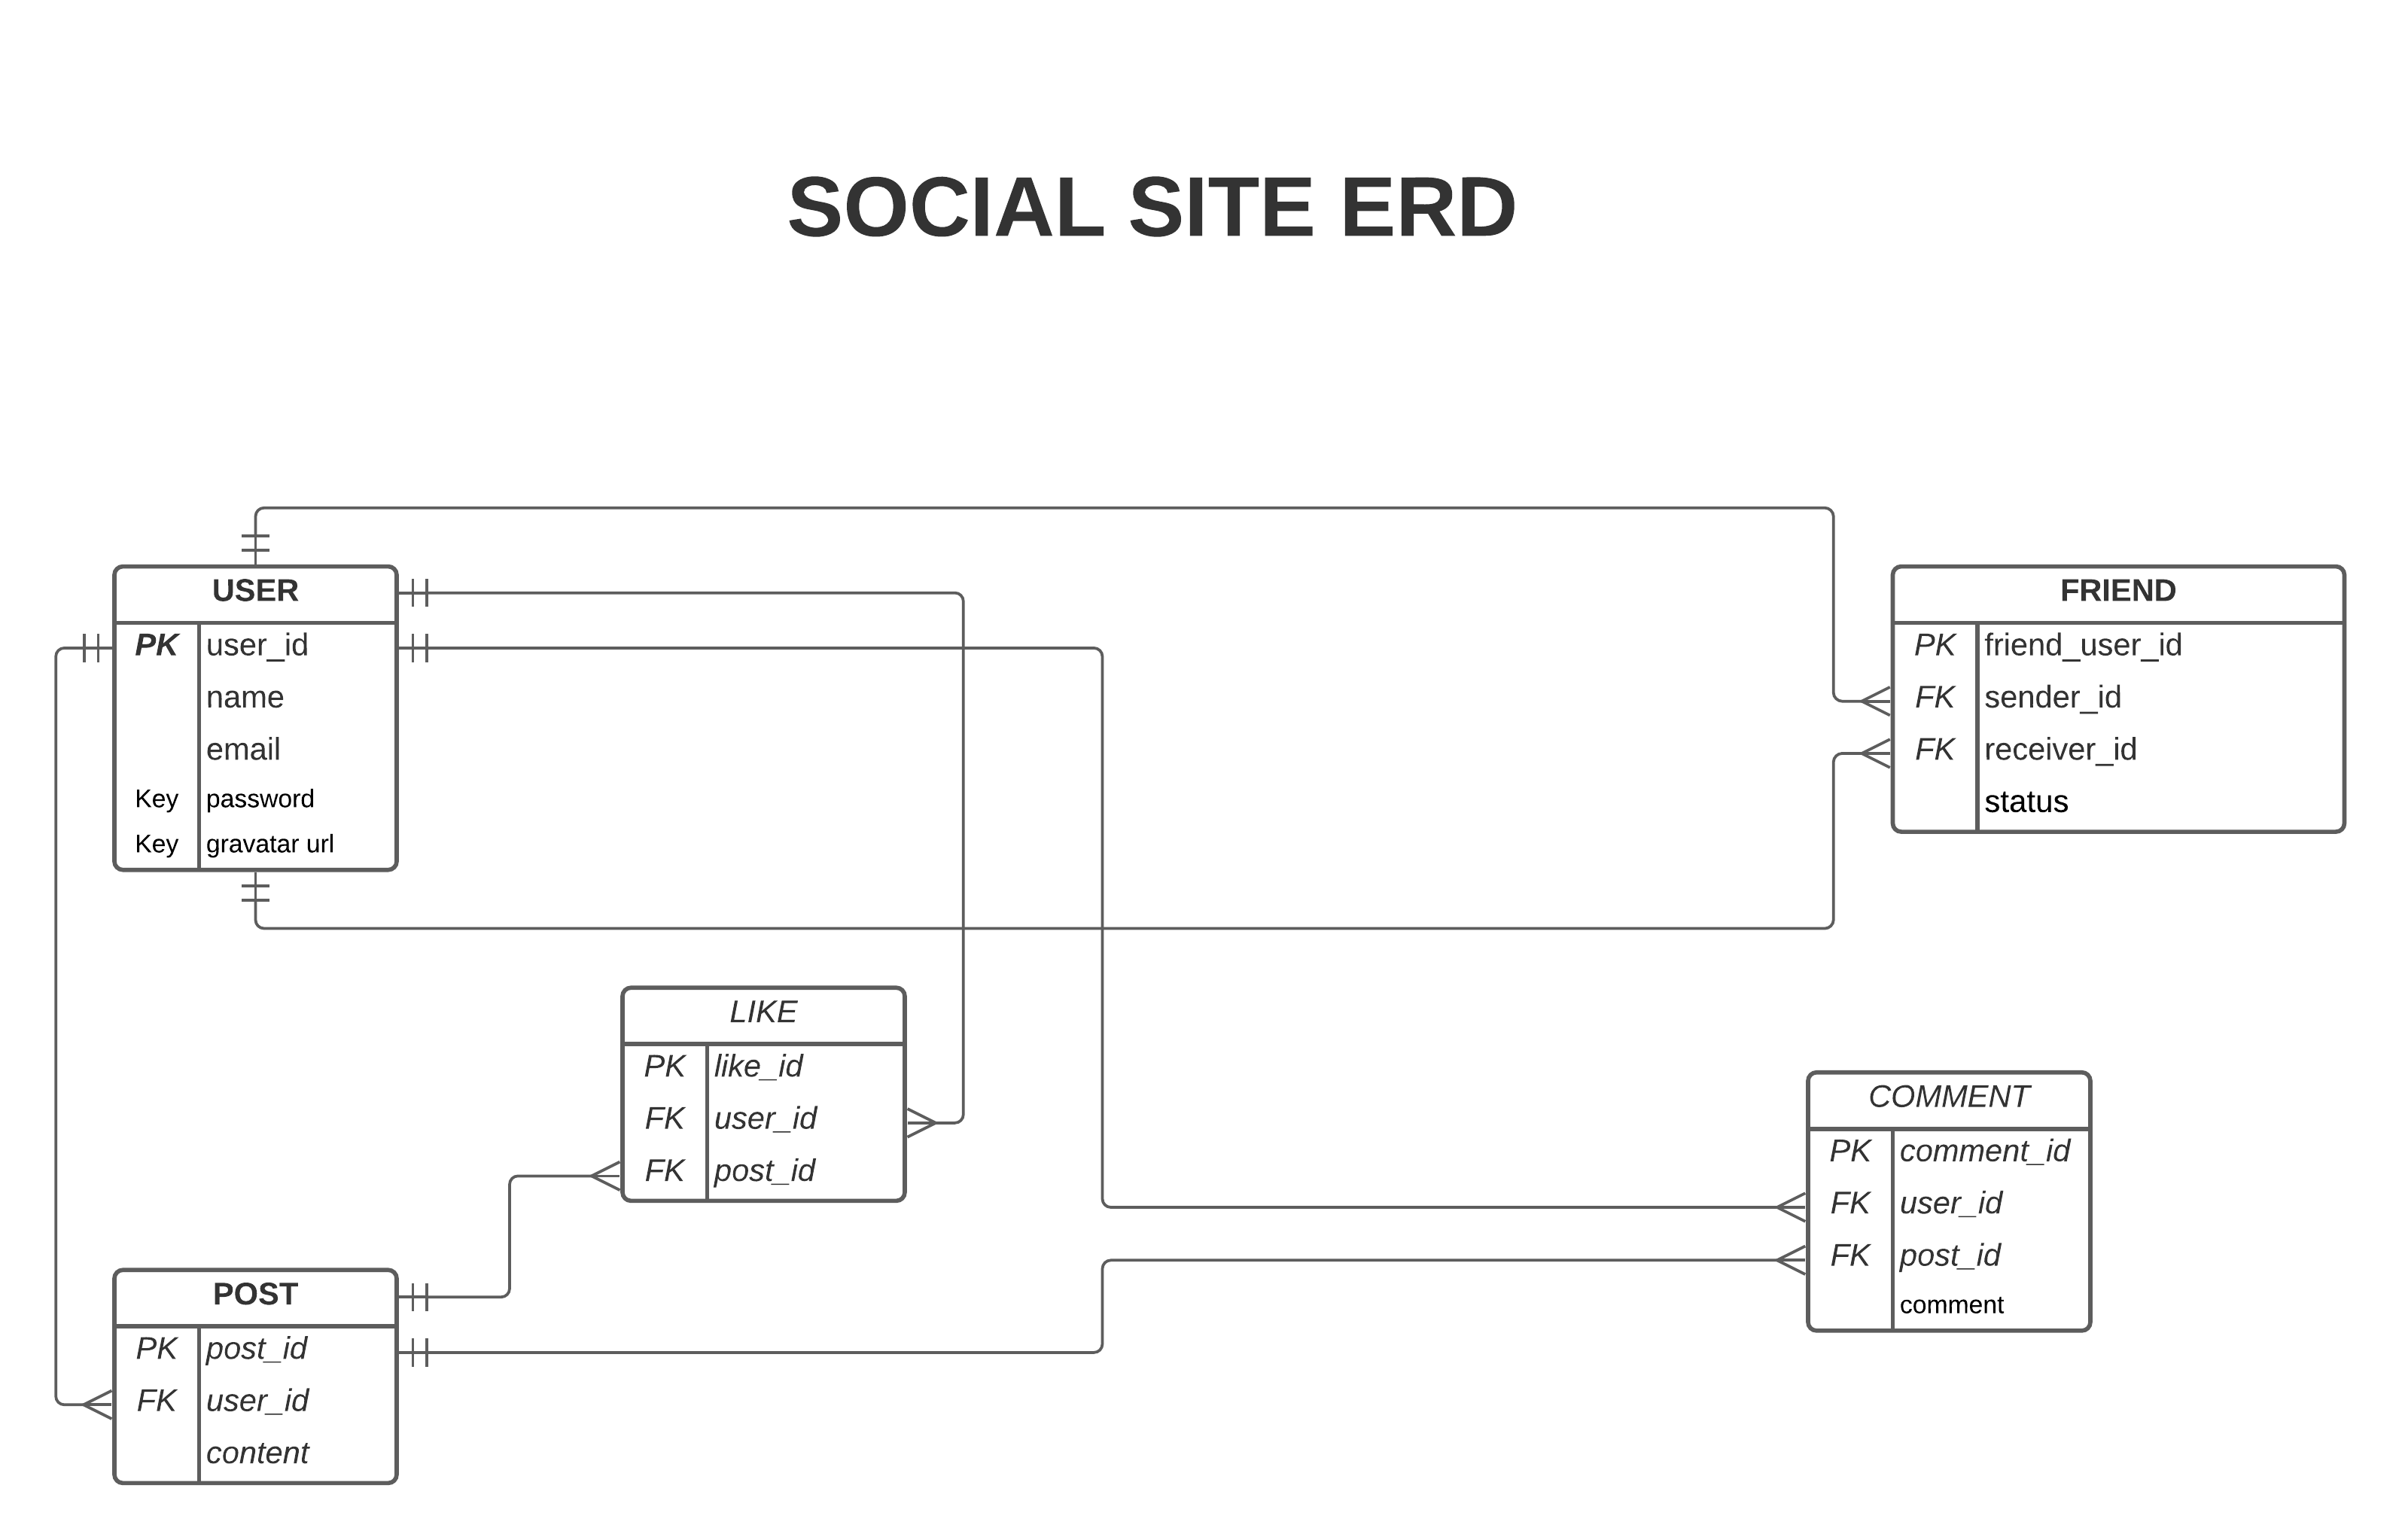 SOCIAL SITE ERD
USER
PK user_id
name
email
Key password
Key gravatar url
FRIEND
PK friend_user_id
FK sender_id
FK receiver_id
status
LIKE
PK like_id
FK user_id
FK post_id
COMMENT
PK comment_id
FK user_id
FK post_id
comment
POST
PK post_id
FK user_id
content